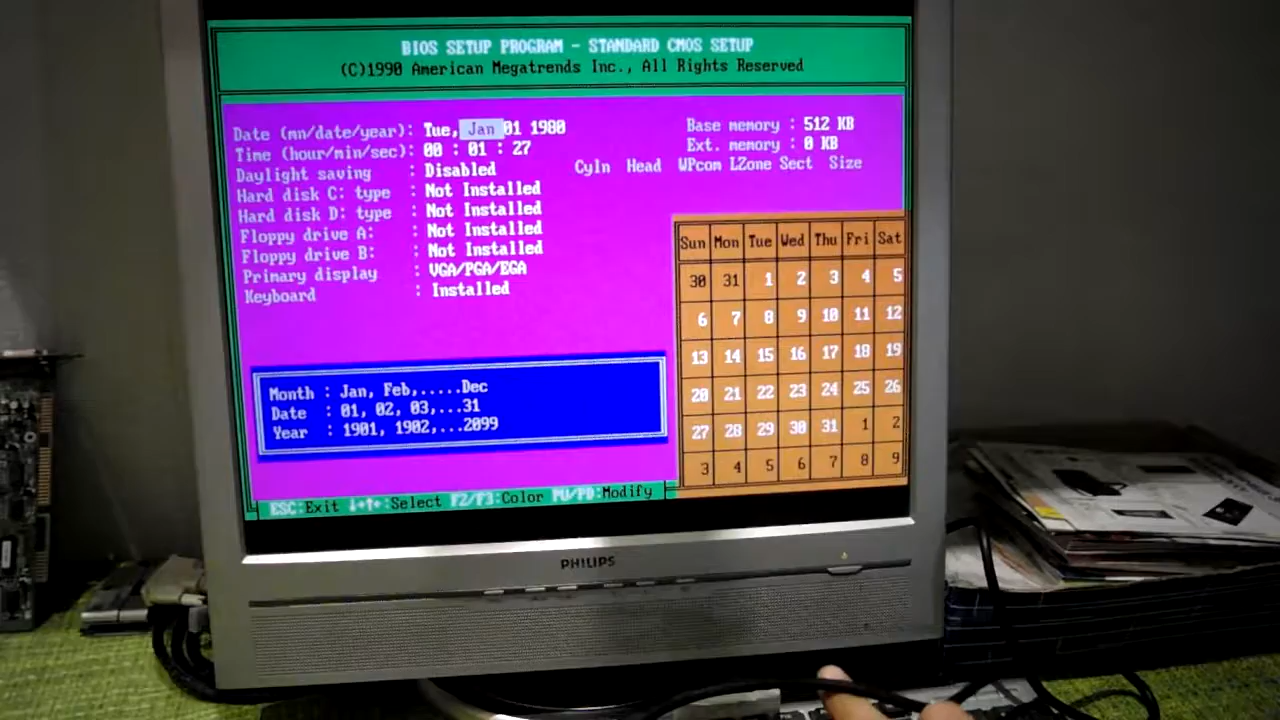 BIOS SETUP PROGRAM - STANDARD CMOS SETUP
(C)1990 American Megatrends Inc., All Rights Reserved
Date (mn/date/year): Tue, Jan 01 1980
Time (hour/min/sec): 00 : 01 : 27
Daylight saving : Disabled
Hard disk C: type : Not Installed
Hard disk D: type : Not Installed
Floppy drive A: : Not Installed
Floppy drive B: : Not Installed
Primary display : VGA/PGA/EGA
Keyboard : Installed
Base memory : 512 KB
Ext. memory : 0 KB
Cyln Head WPcom LZone Sect Size
Sun Mon Tue Wed Thu Fri Sat
30 31 1 2 3 4 5
6 7 8 9 10 11 12
13 14 15 16 17 18 19
20 21 22 23 24 25 26
27 28 29 30 31 1 2
3 4 5 6 7 8 9
Month : Jan, Feb,.....Dec
Date : 01, 02, 03,...31
Year : 1901, 1902,...2099
ESC:Exit ↓→↑←:Select F2/F3:Color PU/PD:Modify
PHILIPS